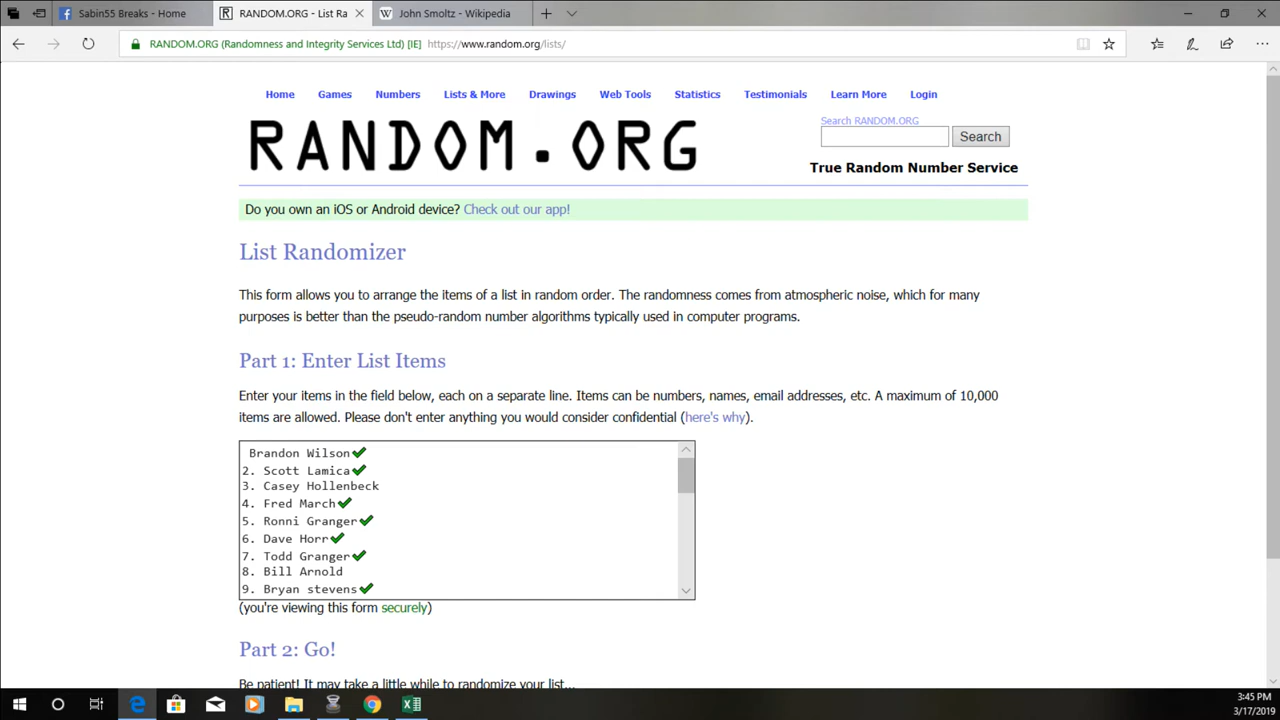 Sabin55 Breaks - Home
RANDOM.ORG - List Ra
John Smoltz - Wikipedia
RANDOM.ORG (Randomness and Integrity Services Ltd) [IE] https://www.random.org/lists/
Home Games Numbers Lists & More Drawings Web Tools Statistics Testimonials Learn More Login
RANDOM.ORG
Search RANDOM.ORG
Search
True Random Number Service
Do you own an iOS or Android device? Check out our app!
List Randomizer
This form allows you to arrange the items of a list in random order. The randomness comes from atmospheric noise, which for many
purposes is better than the pseudo-random number algorithms typically used in computer programs.
Part 1: Enter List Items
Enter your items in the field below, each on a separate line. Items can be numbers, names, email addresses, etc. A maximum of 10,000
items are allowed. Please don't enter anything you would consider confidential (here's why).
Brandon Wilson✔
2. Scott Lamica✔
3. Casey Hollenbeck
4. Fred March✔
5. Ronni Granger✔
6. Dave Horr✔
7. Todd Granger✔
8. Bill Arnold
9. Bryan stevens✔
(you're viewing this form securely)
Part 2: Go!
Be patient! It may take a little while to randomize your list...
3:45 PM
3/17/2019